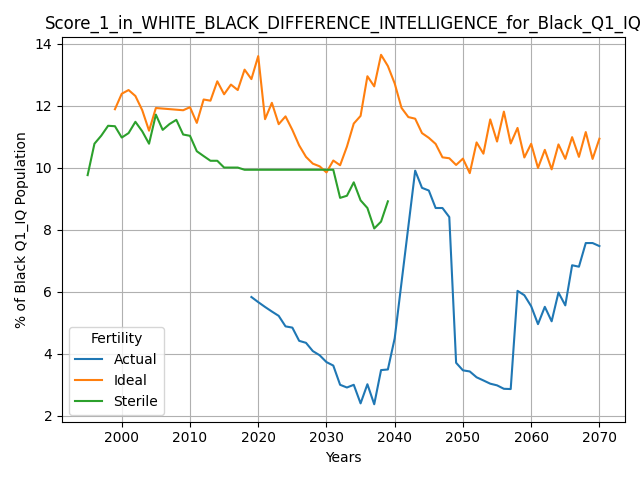 Score_1_in_WHITE_BLACK_DIFFERENCE_INTELLIGENCE_for_Black_Q1_IQ
14
12
10
8
6
4
2
% of Black Q1_IQ Population
Fertility
Actual
Ideal
Sterile
2000 2010 2020 2030 2040 2050 2060 2070
Years